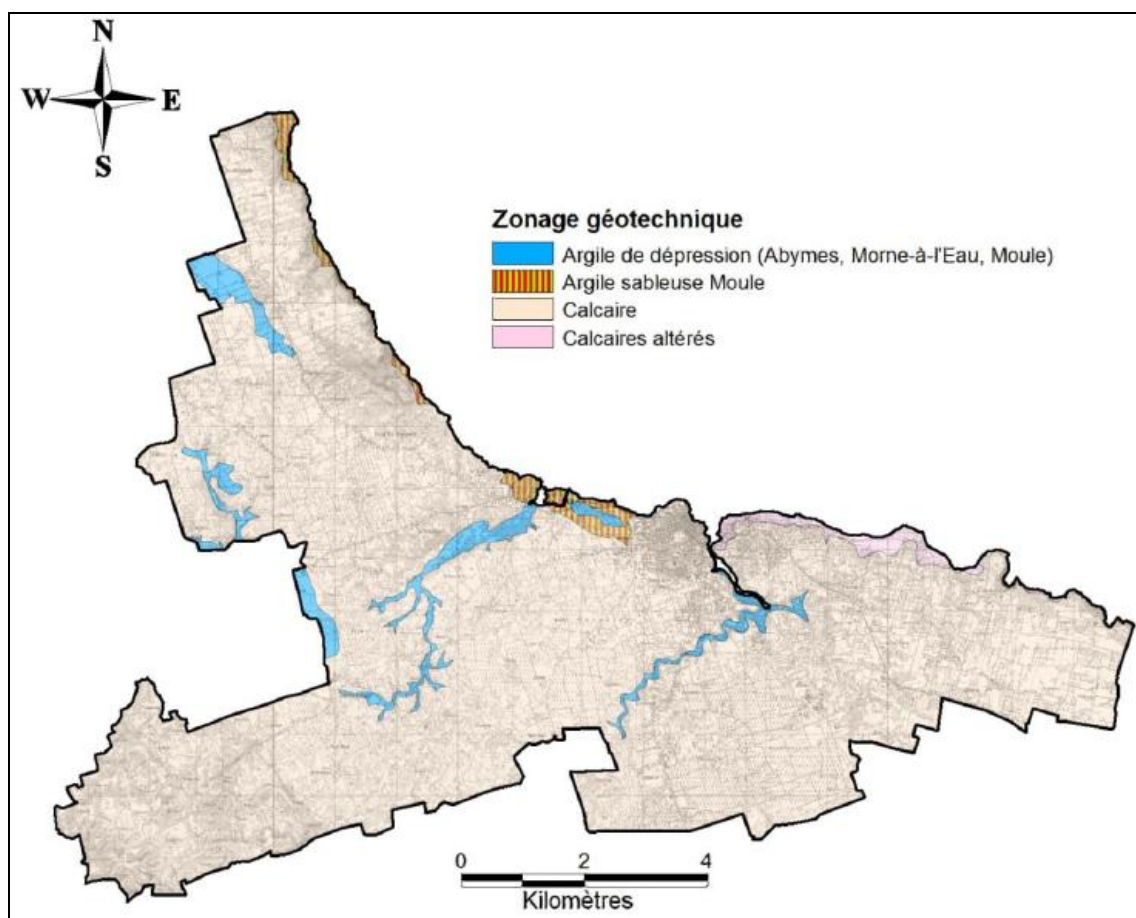 N
W E
S
Zonage géotechnique
Argile de dépression (Abymes, Morne-à-l'Eau, Moule)
Argile sableuse Moule
Calcaire
Calcaires altérés
0 2 4
Kilomètres